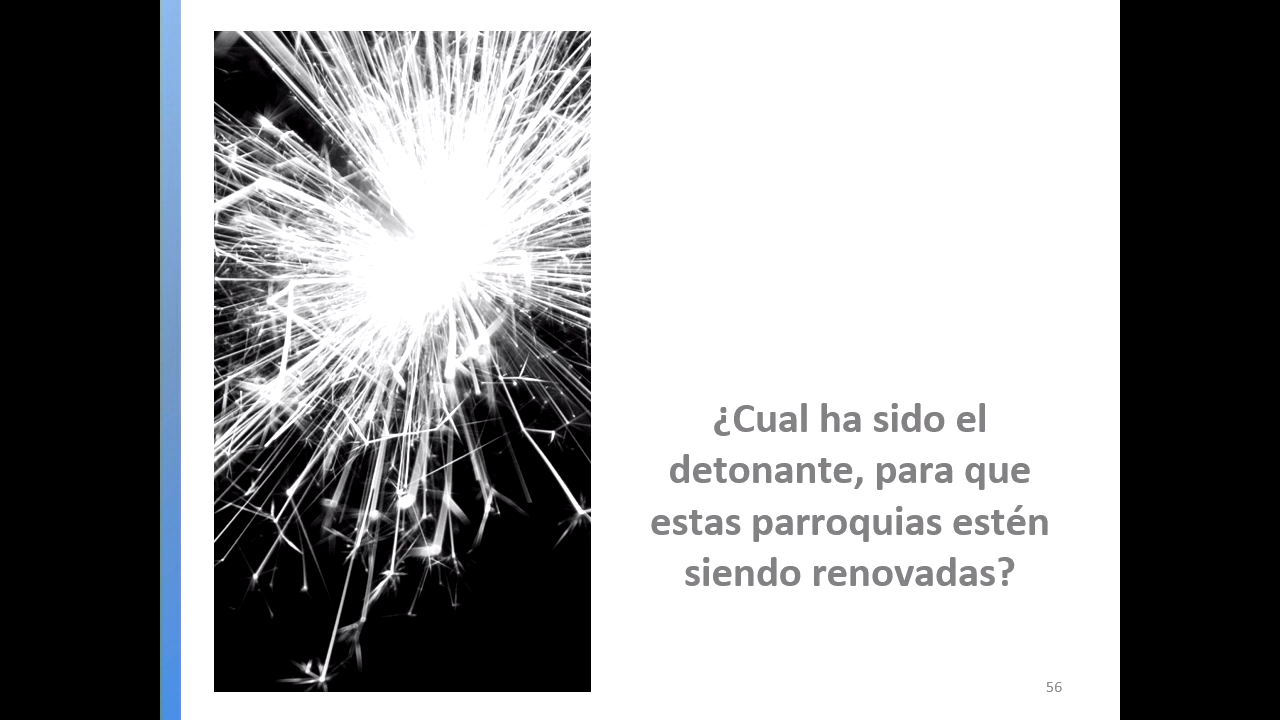 ¿Cual ha sido el
detonante, para que
estas parroquias estén
siendo renovadas?
56